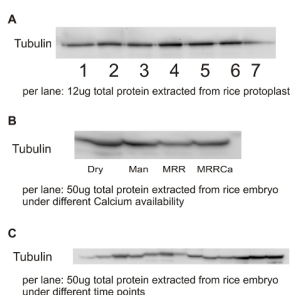 A
Tubulin
1 2 3 4 5 6 7
per lane: 12ug total protein extracted from rice protoplast
B
Tubulin
Dry Man MRR MRRCa
per lane: 50ug total protein extracted from rice embryo
under different Calcium availability
C
Tubulin
per lane: 50ug total protein extracted from rice embryo
under different time points